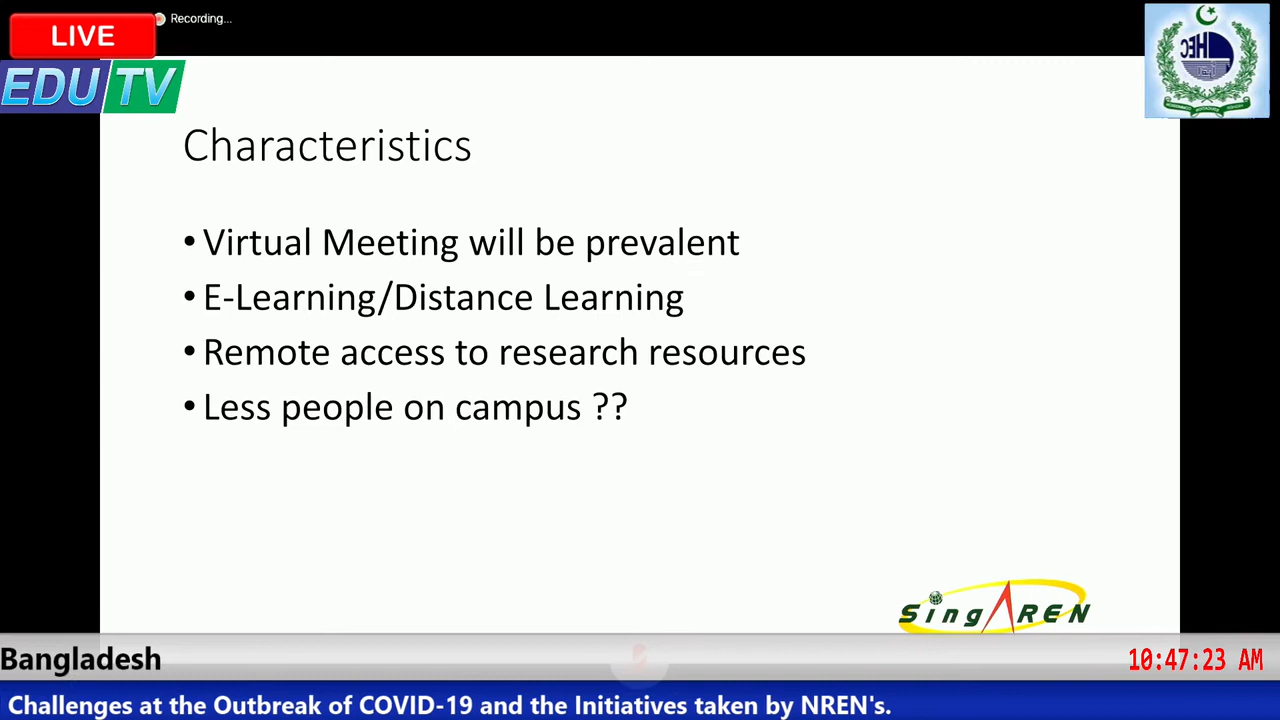 Recording...
LIVE
EDU TV
HEC
Characteristics
• Virtual Meeting will be prevalent
• E-Learning/Distance Learning
• Remote access to research resources
• Less people on campus ??
SingAREN
Bangladesh
10:47:23 AM
Challenges at the Outbreak of COVID-19 and the Initiatives taken by NREN's.